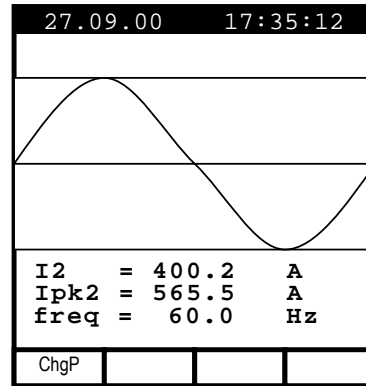 27.09.00 17:35:12
I2 = 400.2 A
Ipk2 = 565.5 A
freq = 60.0 Hz
ChgP